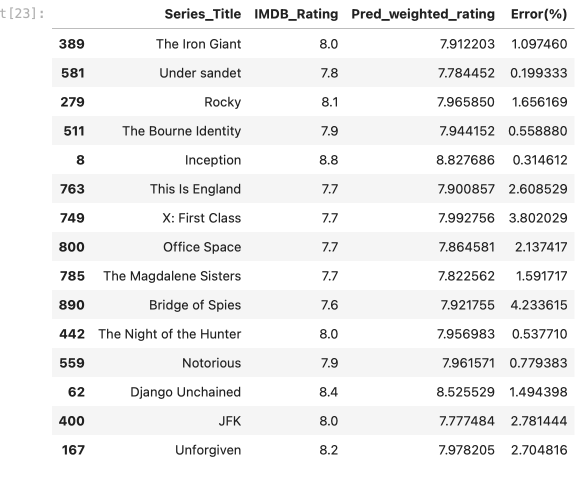 t[23]:
Series_Title IMDB_Rating Pred_weighted_rating Error(%)
389 The Iron Giant 8.0 7.912203 1.097460
581 Under sandet 7.8 7.784452 0.199333
279 Rocky 8.1 7.965850 1.656169
511 The Bourne Identity 7.9 7.944152 0.558880
8 Inception 8.8 8.827686 0.314612
763 This Is England 7.7 7.900857 2.608529
749 X: First Class 7.7 7.992756 3.802029
800 Office Space 7.7 7.864581 2.137417
785 The Magdalene Sisters 7.7 7.822562 1.591717
890 Bridge of Spies 7.6 7.921755 4.233615
442 The Night of the Hunter 8.0 7.956983 0.537710
559 Notorious 7.9 7.961571 0.779383
62 Django Unchained 8.4 8.525529 1.494398
400 JFK 8.0 7.777484 2.781444
167 Unforgiven 8.2 7.978205 2.704816